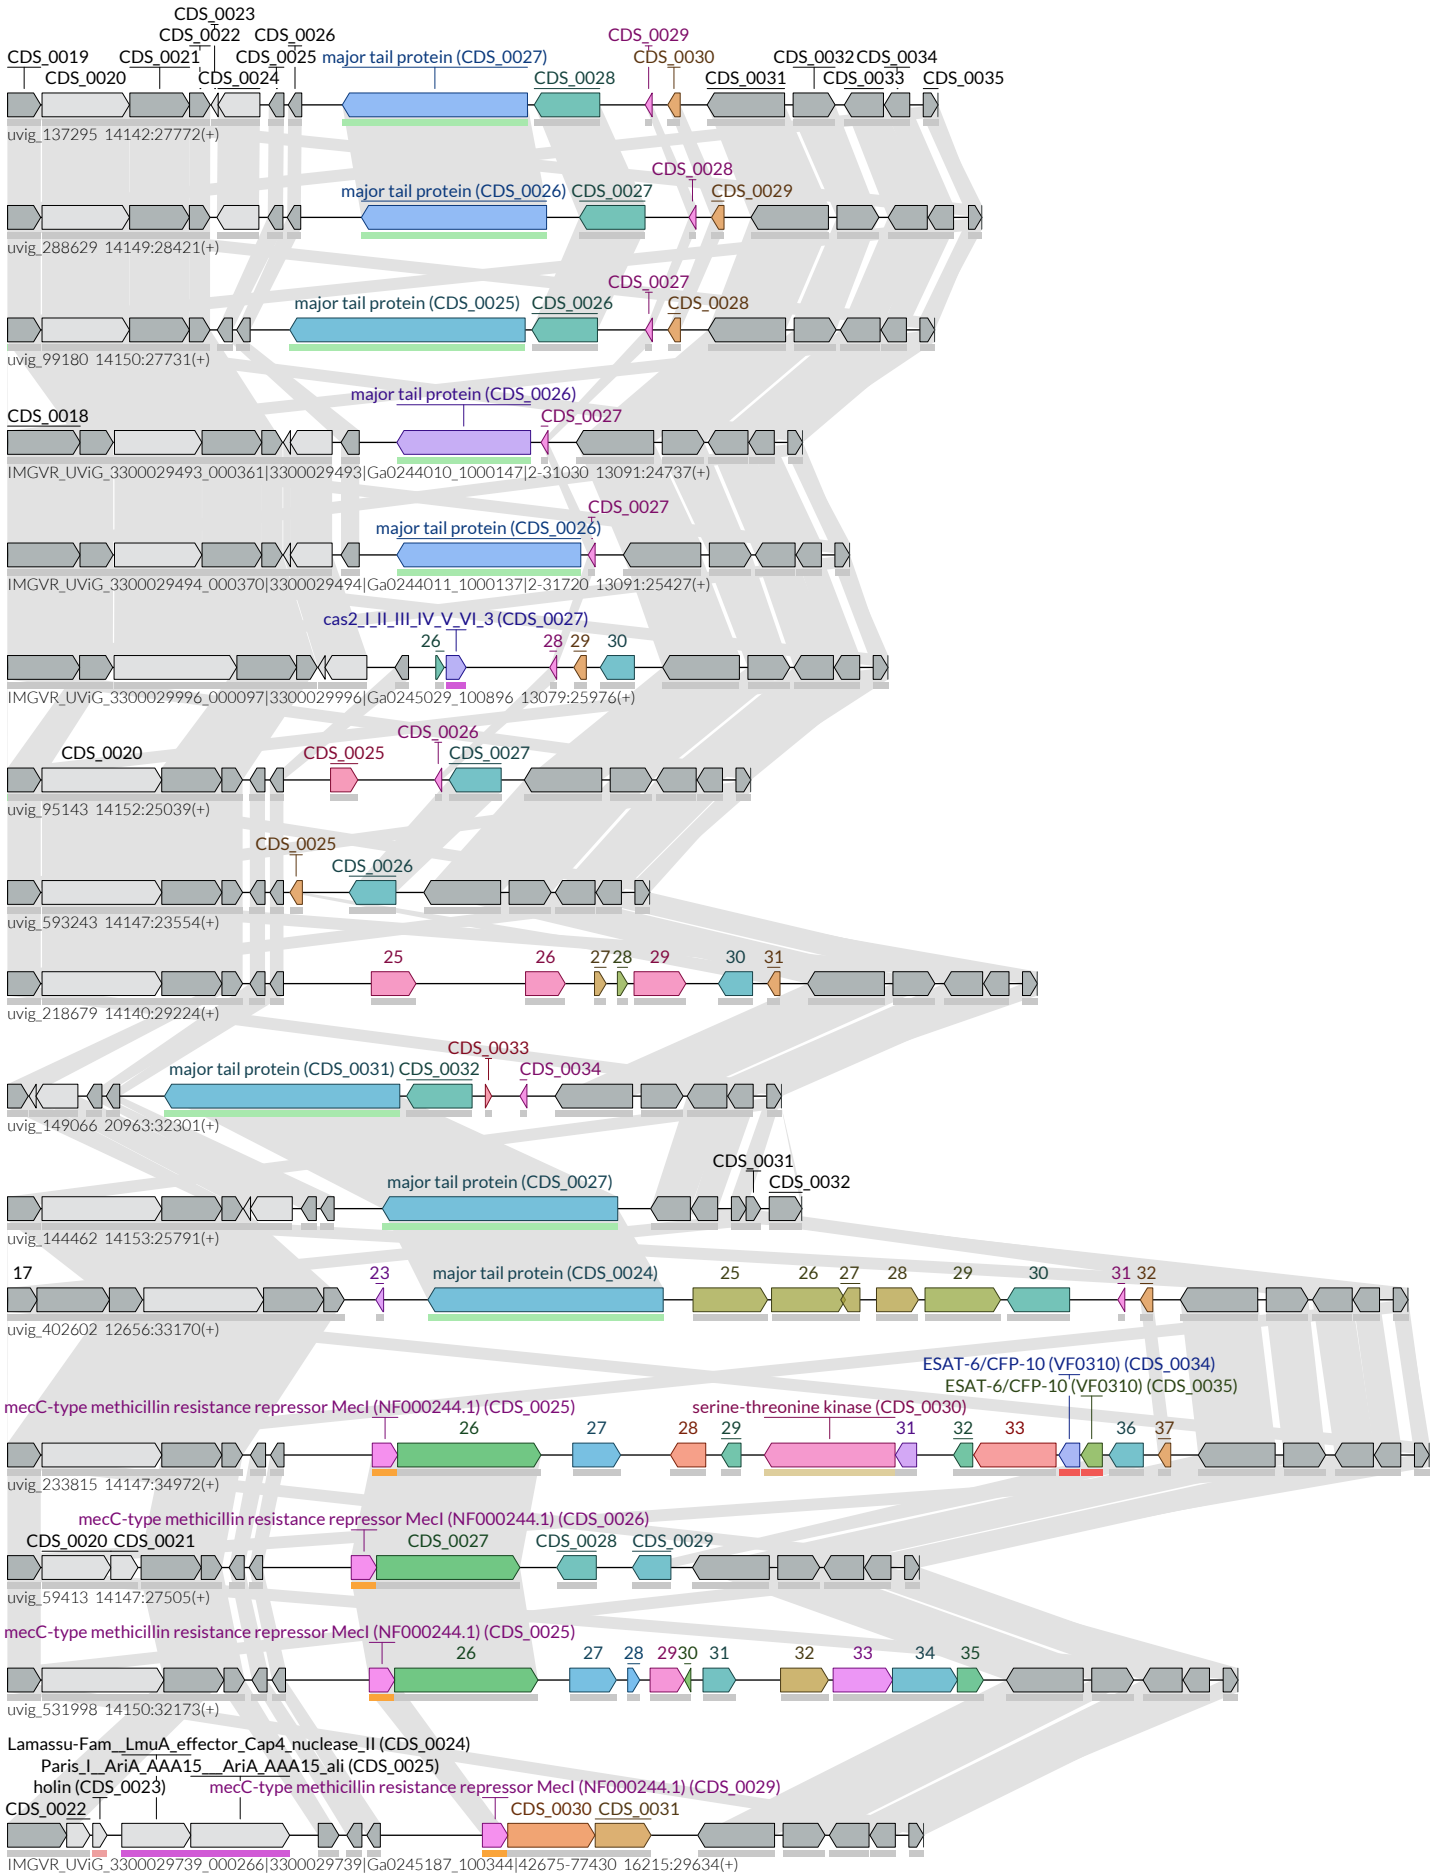 CDS_0023
CDS_0022 CDS_0026 CDS_0029
CDS_0019 CDS_0021 CDS_0025 major tail protein (CDS_0027) CDS_0030 CDS_0032 CDS_0034
CDS_0020 CDS_0024 CDS_0028 CDS_0031 CDS_0033 CDS_0035
uvig_137295 14142:27772(+)
CDS_0028
major tail protein (CDS_0026) CDS_0027 CDS_0029
uvig_288629 14149:28421(+)
CDS_0027
major tail protein (CDS_0025) CDS_0026 CDS_0028
uvig_99180 14150:27731(+)
major tail protein (CDS_0026)
CDS_0018 CDS_0027
IMGVR_UViG_3300029493_000361|3300029493|Ga0244010_1000147|2-31030 13091:24737(+)
CDS_0027
major tail protein (CDS_0026)
IMGVR_UViG_3300029494_000370|3300029494|Ga0244011_1000137|2-31720 13091:25427(+)
cas2_I_II_III_IV_V_VI_3 (CDS_0027)
26 28 29 30
IMGVR_UViG_3300029996_000097|3300029996|Ga0245029_100896 13079:25976(+)
CDS_0026
CDS_0020 CDS_0025 CDS_0027
uvig_95143 14152:25039(+)
CDS_0025
CDS_0026
uvig_593243 14147:23554(+)
25 26 27 28 29 30 31
uvig_218679 14140:29224(+)
CDS_0033
major tail protein (CDS_0031) CDS_0032 CDS_0034
uvig_149066 20963:32301(+)
CDS_0031
major tail protein (CDS_0027) CDS_0032
uvig_144462 14153:25791(+)
17 23 major tail protein (CDS_0024) 25 26 27 28 29 30 31 32
uvig_402602 12656:33170(+)
ESAT-6/CFP-10 (VF0310) (CDS_0034)
ESAT-6/CFP-10 (VF0310) (CDS_0035)
mecC-type methicillin resistance repressor MecI (NF000244.1) (CDS_0025) serine-threonine kinase (CDS_0030)
26 27 28 29 31 32 33 36 37
uvig_233815 14147:34972(+)
mecC-type methicillin resistance repressor MecI (NF000244.1) (CDS_0026)
CDS_0020 CDS_0021 CDS_0027 CDS_0028 CDS_0029
uvig_59413 14147:27505(+)
mecC-type methicillin resistance repressor MecI (NF000244.1) (CDS_0025)
26 27 28 29 30 31 32 33 34 35
uvig_531998 14150:32173(+)
Lamassu-Fam__LmuA_effector_Cap4_nuclease_II (CDS_0024)
Paris_I__AriA_AAA15___AriA_AAA15_ali (CDS_0025)
holin (CDS_0023) mecC-type methicillin resistance repressor MecI (NF000244.1) (CDS_0029)
CDS_0022 CDS_0030 CDS_0031
IMGVR_UViG_3300029739_000266|3300029739|Ga0245187_100344|42675-77430 16215:29634(+)